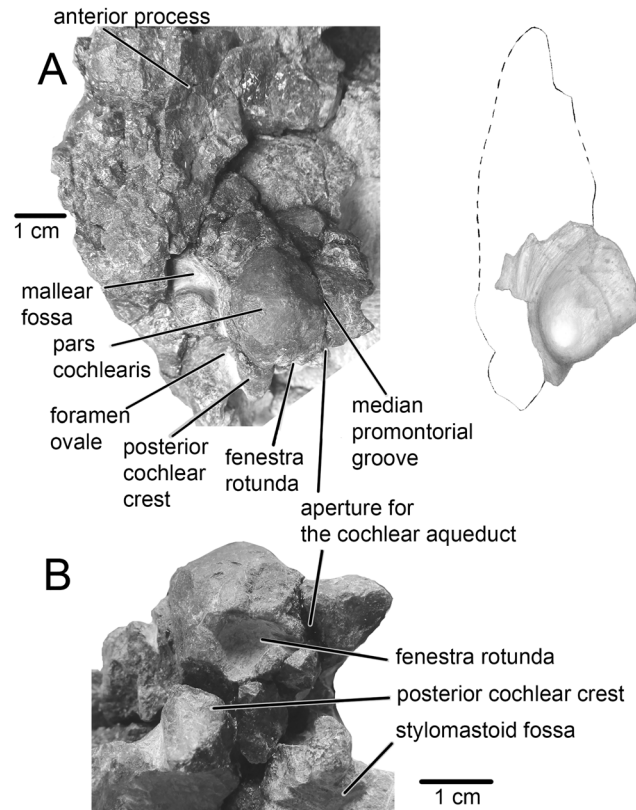 anterior process
A
1 cm
mallear
fossa
pars
cochlearis
foramen
ovale
posterior
cochlear
crest
fenestra
rotunda
median
promontorial
groove
aperture for
the cochlear aqueduct
B
fenestra rotunda
posterior cochlear crest
stylomastoid fossa
1 cm